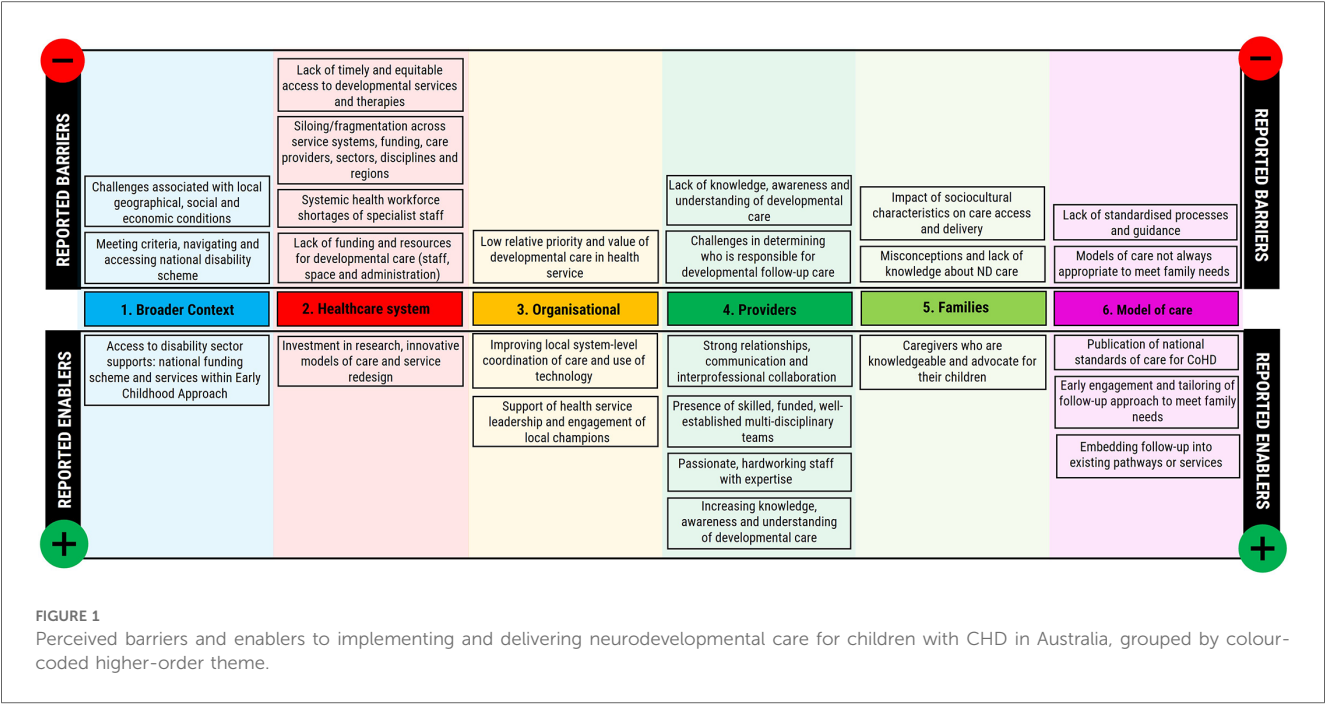 REPORTED BARRIERS
Challenges associated with local
geographical, social and
economic conditions
Meeting criteria, navigating and
accessing national disability
scheme
Lack of timely and equitable
access to developmental services
and therapies
Siloing/fragmentation across
service systems, funding, care
providers, sectors, disciplines and
regions
Systemic health workforce
shortages of specialist staff
Lack of funding and resources
for developmental care (staff,
space and administration)
Low relative priority and value of
developmental care in health
service
Lack of knowledge, awareness and
understanding of developmental
care
Challenges in determining
who is responsible for
developmental follow-up care
Impact of sociocultural
characteristics on care access
and delivery
Misconceptions and lack of
knowledge about ND care
Lack of standardised processes
and guidance
Models of care not always
appropriate to meet family needs
REPORTED BARRIERS
1. Broader Context
2. Healthcare system
3. Organisational
4. Providers
5. Families
6. Model of care
REPORTED ENABLERS
Access to disability sector
supports: national funding
scheme and services within Early
Childhood Approach
Investment in research, innovative
models of care and service
redesign
Improving local system-level
coordination of care and use of
technology
Support of health service
leadership and engagement of
local champions
Strong relationships,
communication and
interprofessional collaboration
Presence of skilled, funded, well-
established multi-disciplinary
teams
Passionate, hardworking staff
with expertise
Increasing knowledge,
awareness and understanding
of developmental care
Caregivers who are
knowledgeable and advocate for
their children
Publication of national
standards of care for CoHD
Early engagement and tailoring of
follow-up approach to meet family
needs
Embedding follow-up into
existing pathways or services
REPORTED ENABLERS
FIGURE 1
Perceived barriers and enablers to implementing and delivering neurodevelopmental care for children with CHD in Australia, grouped by colour-
coded higher-order theme.